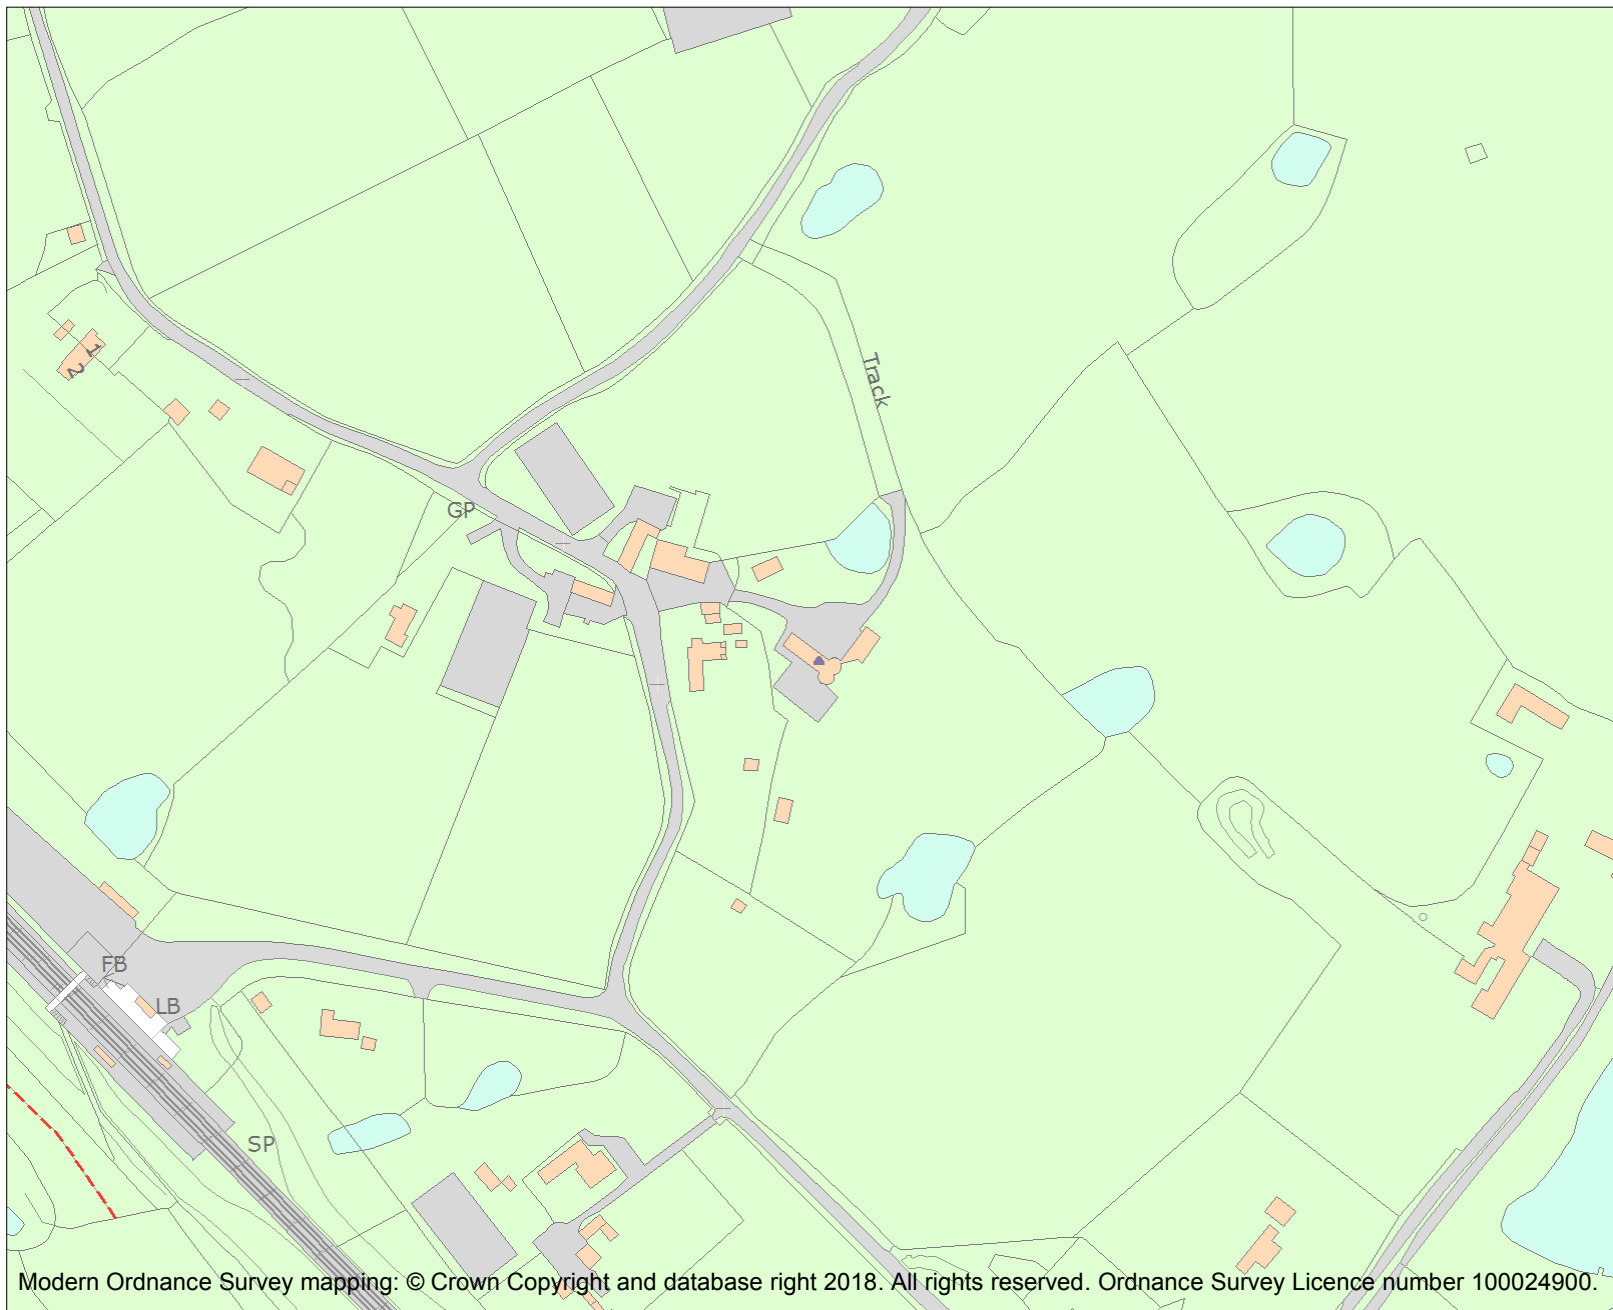 Track
1
2
GP
FB
LB
SP
Modern Ordnance Survey mapping: © Crown Copyright and database right 2018. All rights reserved. Ordnance Survey Licence number 100024900.